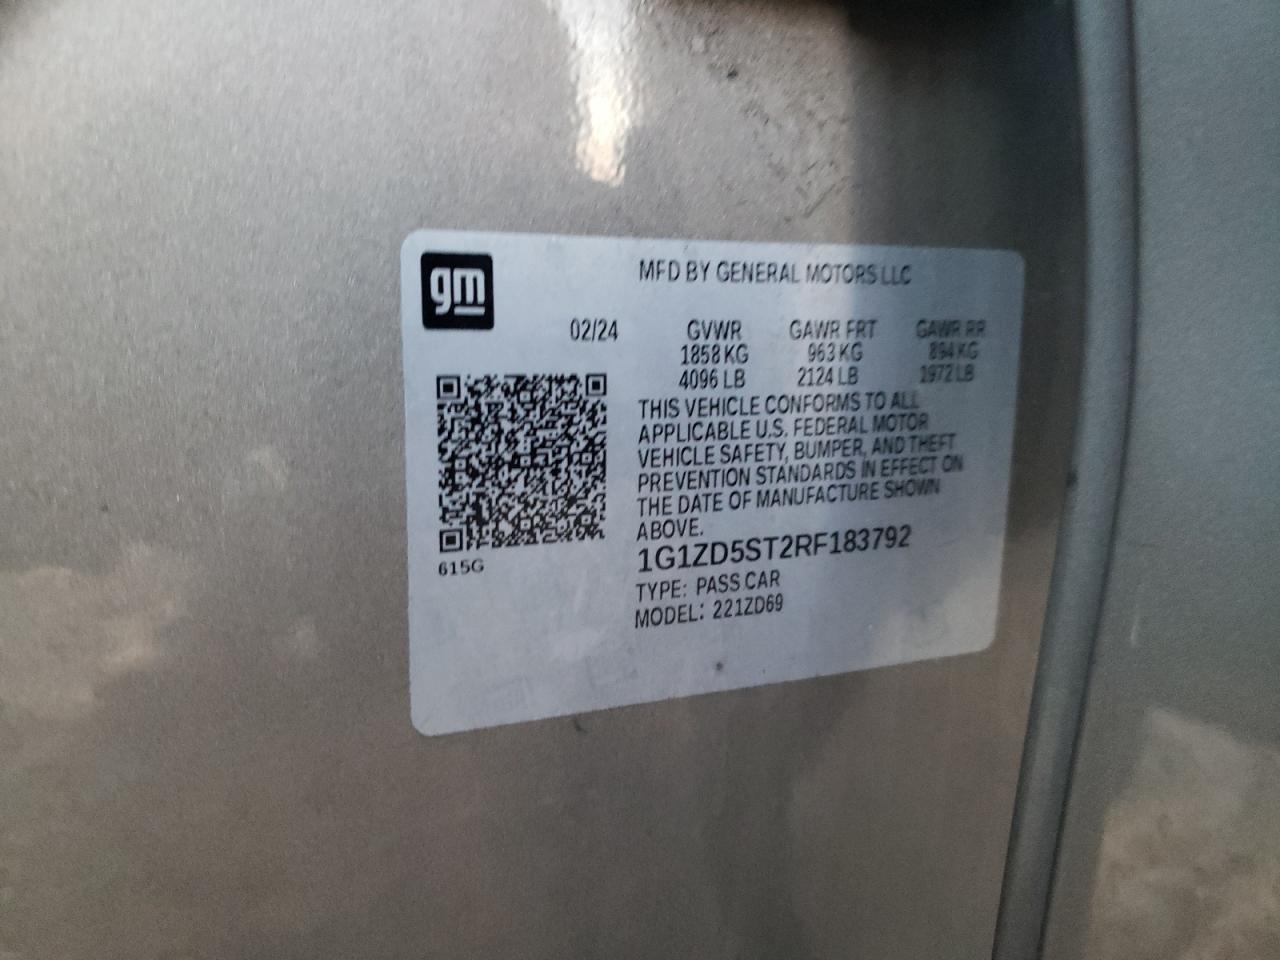 gm
MFD BY GENERAL MOTORS LLC
02/24 GVWR GAWR FRT GAWR RR
1858 KG 963 KG 894 KG
4096 LB 2124 LB 1972 LB
THIS VEHICLE CONFORMS TO ALL
APPLICABLE U.S. FEDERAL MOTOR
VEHICLE SAFETY, BUMPER, AND THEFT
PREVENTION STANDARDS IN EFFECT ON
THE DATE OF MANUFACTURE SHOWN
ABOVE.
1G1ZD5ST2RF183792
615G
TYPE: PASS CAR
MODEL: 221ZD69